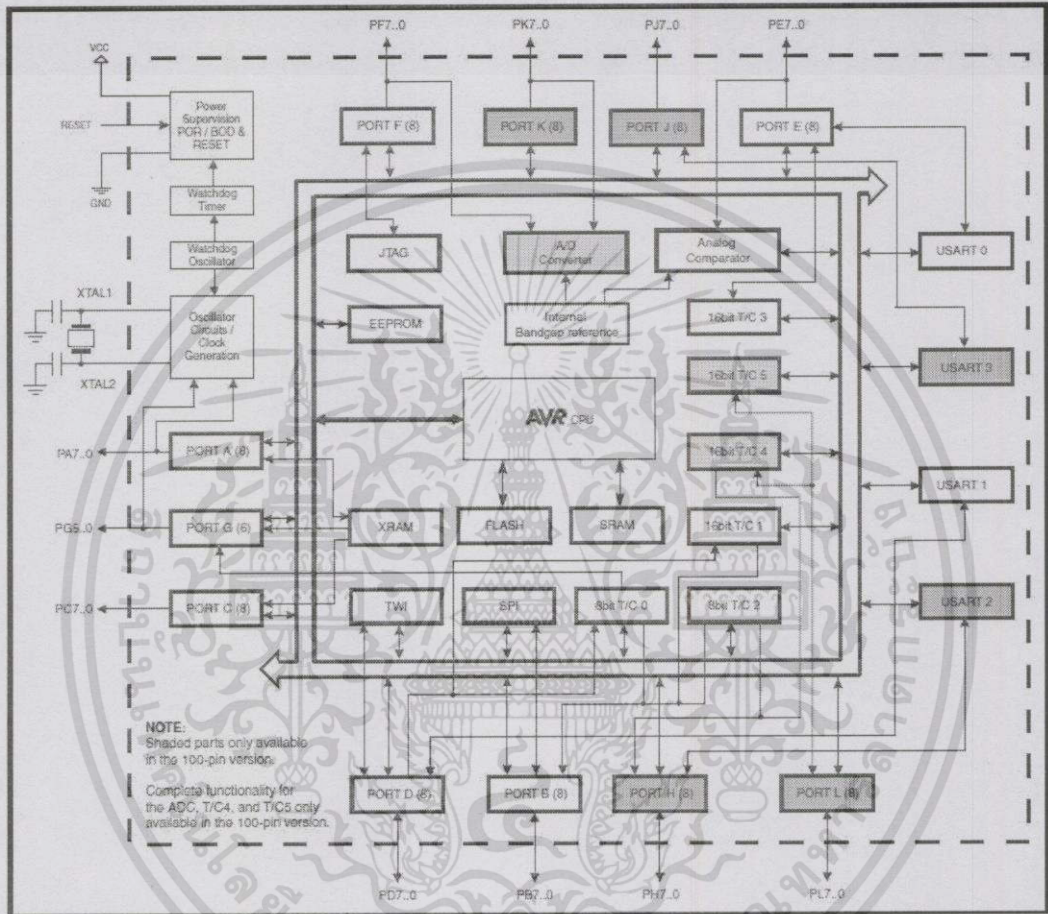 PF7..0
PK7..0
PJ7..0
PE7..0
VCC
RESET
GND
Power
Supervision
POR / BOD &
RESET
PORT F (8)
PORT K (8)
PORT J (8)
PORT E (8)
Watchdog
Timer
Watchdog
Oscillator
JTAG
A/D
Converter
Analog
Comparator
USART 0
XTAL1
XTAL2
Oscillator
Circuits /
Clock
Generation
EEPROM
Internal
Bandgap reference
16bit T/C 3
16bit T/C 5
USART 3
AVR CPU
PA7..0
PORT A (8)
16bit T/C 4
USART 1
PG5..0
PORT G (6)
XRAM
FLASH
SRAM
16bit T/C 1
PC7..0
PORT C (8)
TWI
SPI
8bit T/C 0
8bit T/C 2
USART 2
NOTE:
Shaded parts only available
in the 100-pin version.
Complete functionality for
the ADC, T/C4, and T/C5 only
available in the 100-pin version.
PORT D (8)
PORT B (8)
PORT H (8)
PORT L (8)
PD7..0
PB7..0
PH7..0
PL7..0